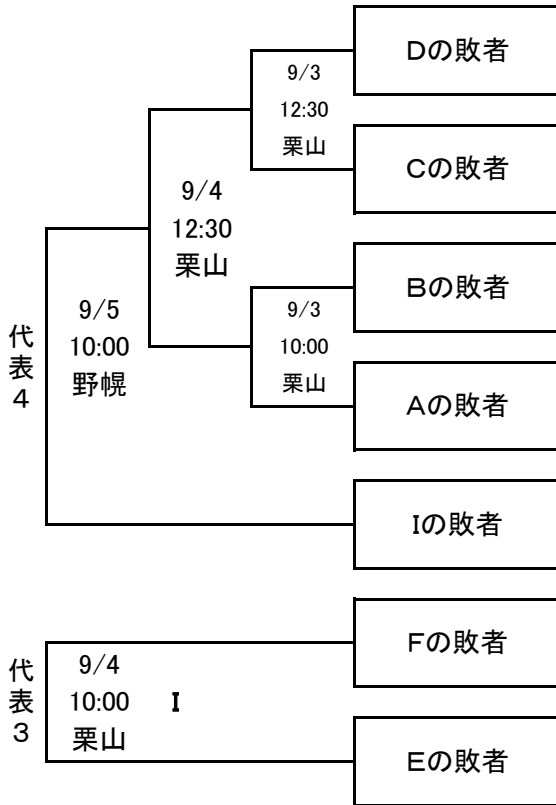 Dの敗者
9/3
12:30
栗山
Cの敗者
9/4
12:30
栗山
Bの敗者
9/3
10:00
栗山
Aの敗者
9/5
10:00
野幌
代表4
Iの敗者
Fの敗者
代表3
9/4
10:00 I
栗山
Eの敗者